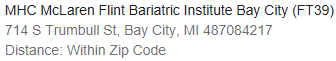 MHC McLaren Flint Bariatric Institute Bay City (FT39)
714 S Trumbull St, Bay City, MI 487084217
Distance: Within Zip Code